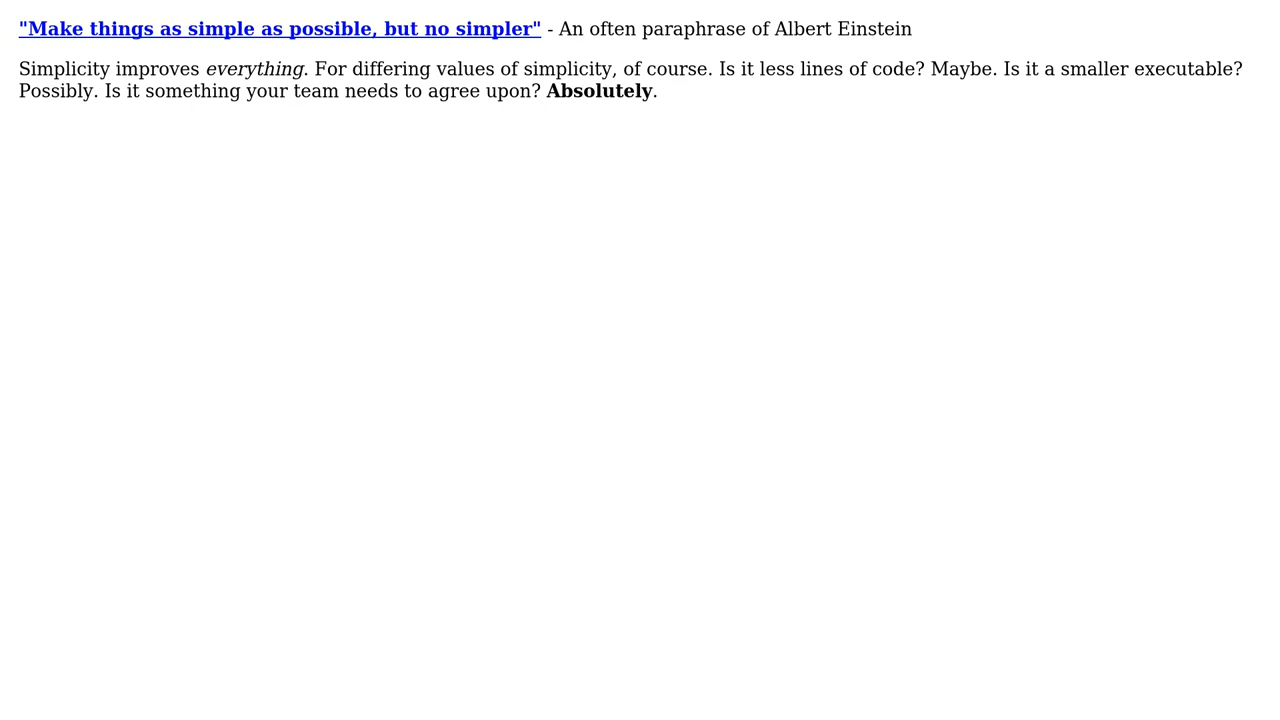 "Make things as simple as possible, but no simpler" - An often paraphrase of Albert Einstein
Simplicity improves everything. For differing values of simplicity, of course. Is it less lines of code? Maybe. Is it a smaller executable?
Possibly. Is it something your team needs to agree upon? Absolutely.